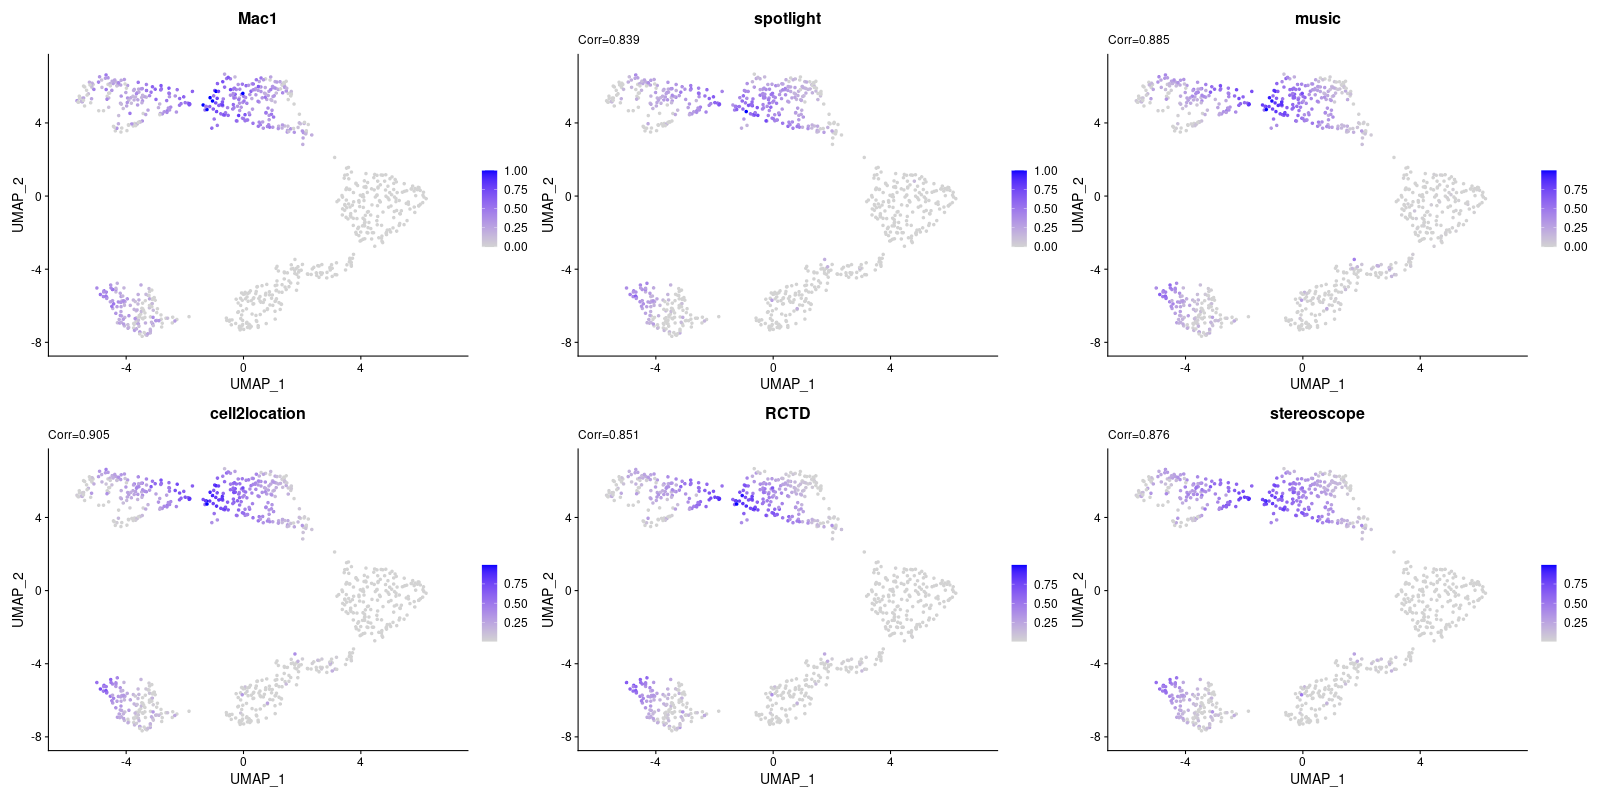 Mac1
UMAP_2
4
0
-4
-8
-4
0
4
UMAP_1
1.00
0.75
0.50
0.25
0.00
spotlight
Corr=0.839
UMAP_2
4
0
-4
-8
-4
0
4
UMAP_1
1.00
0.75
0.50
0.25
0.00
music
Corr=0.885
UMAP_2
4
0
-4
-8
-4
0
4
UMAP_1
0.75
0.50
0.25
0.00
cell2location
Corr=0.905
UMAP_2
4
0
-4
-8
-4
0
4
UMAP_1
0.75
0.50
0.25
RCTD
Corr=0.851
UMAP_2
4
0
-4
-8
-4
0
4
UMAP_1
0.75
0.50
0.25
stereoscope
Corr=0.876
UMAP_2
4
0
-4
-8
-4
0
4
UMAP_1
0.75
0.50
0.25